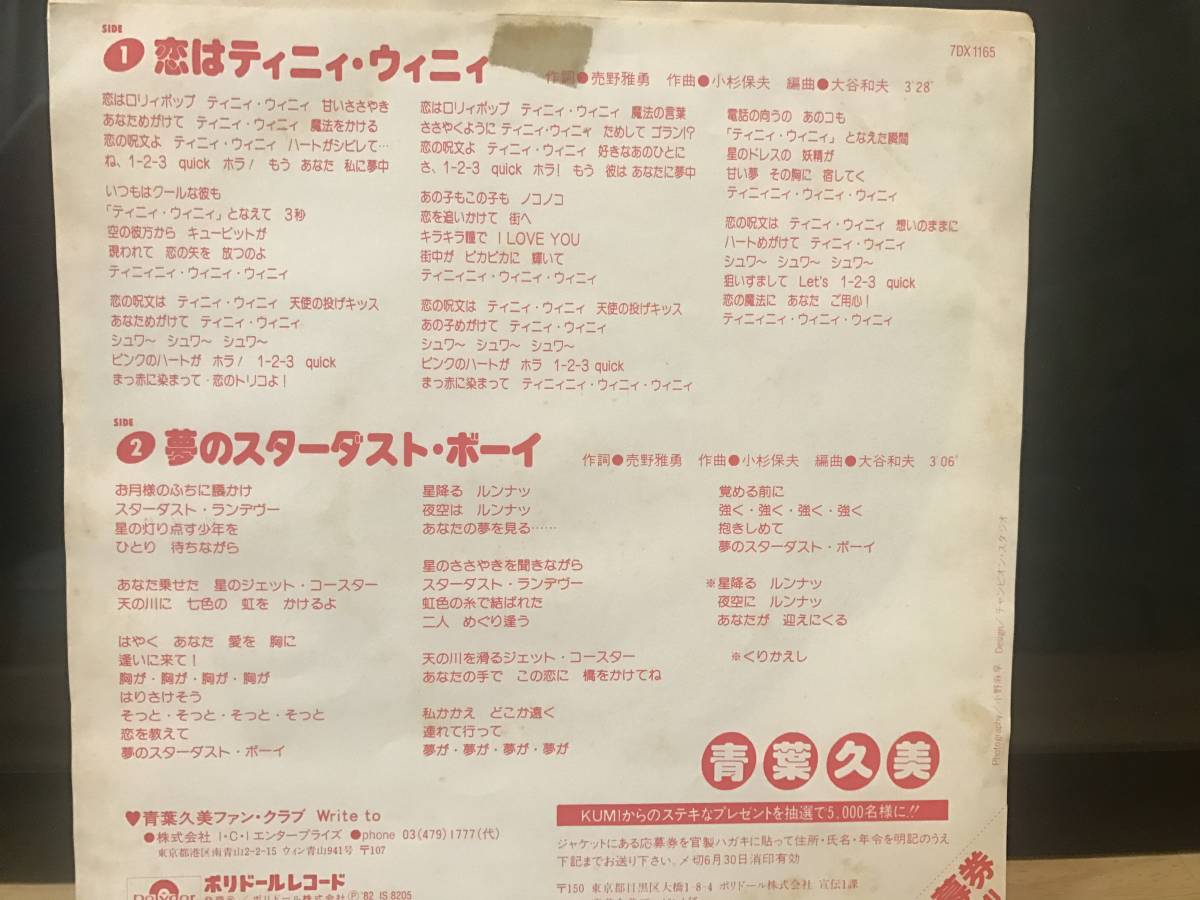 SIDE
1 恋はティニィ・ウィニィ
作詞●売野雅勇 作曲●小杉保夫 編曲●大谷和夫 3'28"
7DX1165
恋はロリィポップ ティニィ・ウィニィ 甘いささやき
あなためがけて ティニィ・ウィニィ 魔法をかける
恋の呪文よ ティニィ・ウィニィ ハートがシビレて…
ね、1-2-3 quick ホラ! もう あなた 私に夢中
いつもはクールな彼も
「ティニィ・ウィニィ」となえて 3秒
空の彼方から キューピットが
現われて 恋の矢を 放つのよ
ティニィニィ・ウィニィ・ウィニィ
恋の呪文は ティニィ・ウィニィ 天使の投げキッス
あなためがけて ティニィ・ウィニィ
シュワ〜 シュワ〜 シュワ〜
ピンクのハートが ホラ! 1-2-3 quick
まっ赤に染まって・恋のトリコよ!
恋はロリィポップ ティニィ・ウィニィ 魔法の言葉
ささやくように ティニィ・ウィニィ ためして ゴラン!?
恋の呪文よ ティニィ・ウィニィ 好きなあのひとに
さ、1-2-3 quick ホラ! もう 彼は あなたに夢中
あの子もこの子も ノコノコ
恋を追いかけて 街へ
キラキラ瞳で I LOVE YOU
街中が ピカピカに 輝いて
ティニィニィ・ウィニィ・ウィニィ
恋の呪文は ティニィ・ウィニィ 天使の投げキッス
あの子めがけて ティニィ・ウィニィ
シュワ〜 シュワ〜 シュワ〜
ピンクのハートが ホラ 1-2-3 quick
まっ赤に染まって ティニィニィ・ウィニィ・ウィニィ
電話の向うの あのコも
「ティニィ・ウィニィ」 となえた瞬間
星のドレスの 妖精が
甘い夢 その胸に 宿してく
ティニィニィ・ウィニィ・ウィニィ
恋の呪文は ティニィ・ウィニィ 想いのままに
ハートめがけて ティニィ・ウィニィ
シュワ〜 シュワ〜 シュワ〜
狙いすまして Let's 1-2-3 quick
恋の魔法に あなた ご用心!
ティニィニィ・ウィニィ・ウィニィ
SIDE
2 夢のスターダスト・ボーイ
作詞●売野雅勇 作曲●小杉保夫 編曲●大谷和夫 3'06"
お月様のふちに腰かけ
スターダスト・ランデヴー
星の灯り点す少年を
ひとり 待ちながら
あなた乗せた 星のジェット・コースター
天の川に 七色の 虹を かけるよ
はやく あなた 愛を 胸に
逢いに来て!
胸が・胸が・胸が・胸が
はりさけそう
そっと・そっと・そっと・そっと
恋を教えて
夢のスターダスト・ボーイ
星降る ルンナッ
夜空は ルンナッ
あなたの夢を見る……
星のささやきを聞きながら
スターダスト・ランデヴー
虹色の糸で結ばれた
二人 めぐり逢う
天の川を滑るジェット・コースター
あなたの手で この恋に 橋をかけてね
私かかえ どこか遠く
連れて行って
夢が・夢が・夢が・夢が
覚める前に
強く・強く・強く・強く
抱きしめて
夢のスターダスト・ボーイ
※星降る ルンナッ
夜空に ルンナッ
あなたが 迎えにくる
※くりかえし
Photography/小野麻早 Design/チャンピオン・スタジオ
青葉久美
♥青葉久美ファン・クラブ Write to
●株式会社 I・C・Iエンタープライズ ●phone 03(479)1777(代)
東京都港区南青山2-2-15 ウィン青山941号 〒107
KUMIからのステキなプレゼントを抽選で5,000名様に!!
ジャケットにある応募券を官製ハガキに貼って住所・氏名・年令を明記のうえ
下記までお送り下さい。〆切6月30日消印有効
〒150 東京都目黒区大橋1-8-4 ポリドール株式会社 宣伝1課
polydor
ポリドールレコード
ポリドール株式会社 Ⓟ'82 IS 8205
募券